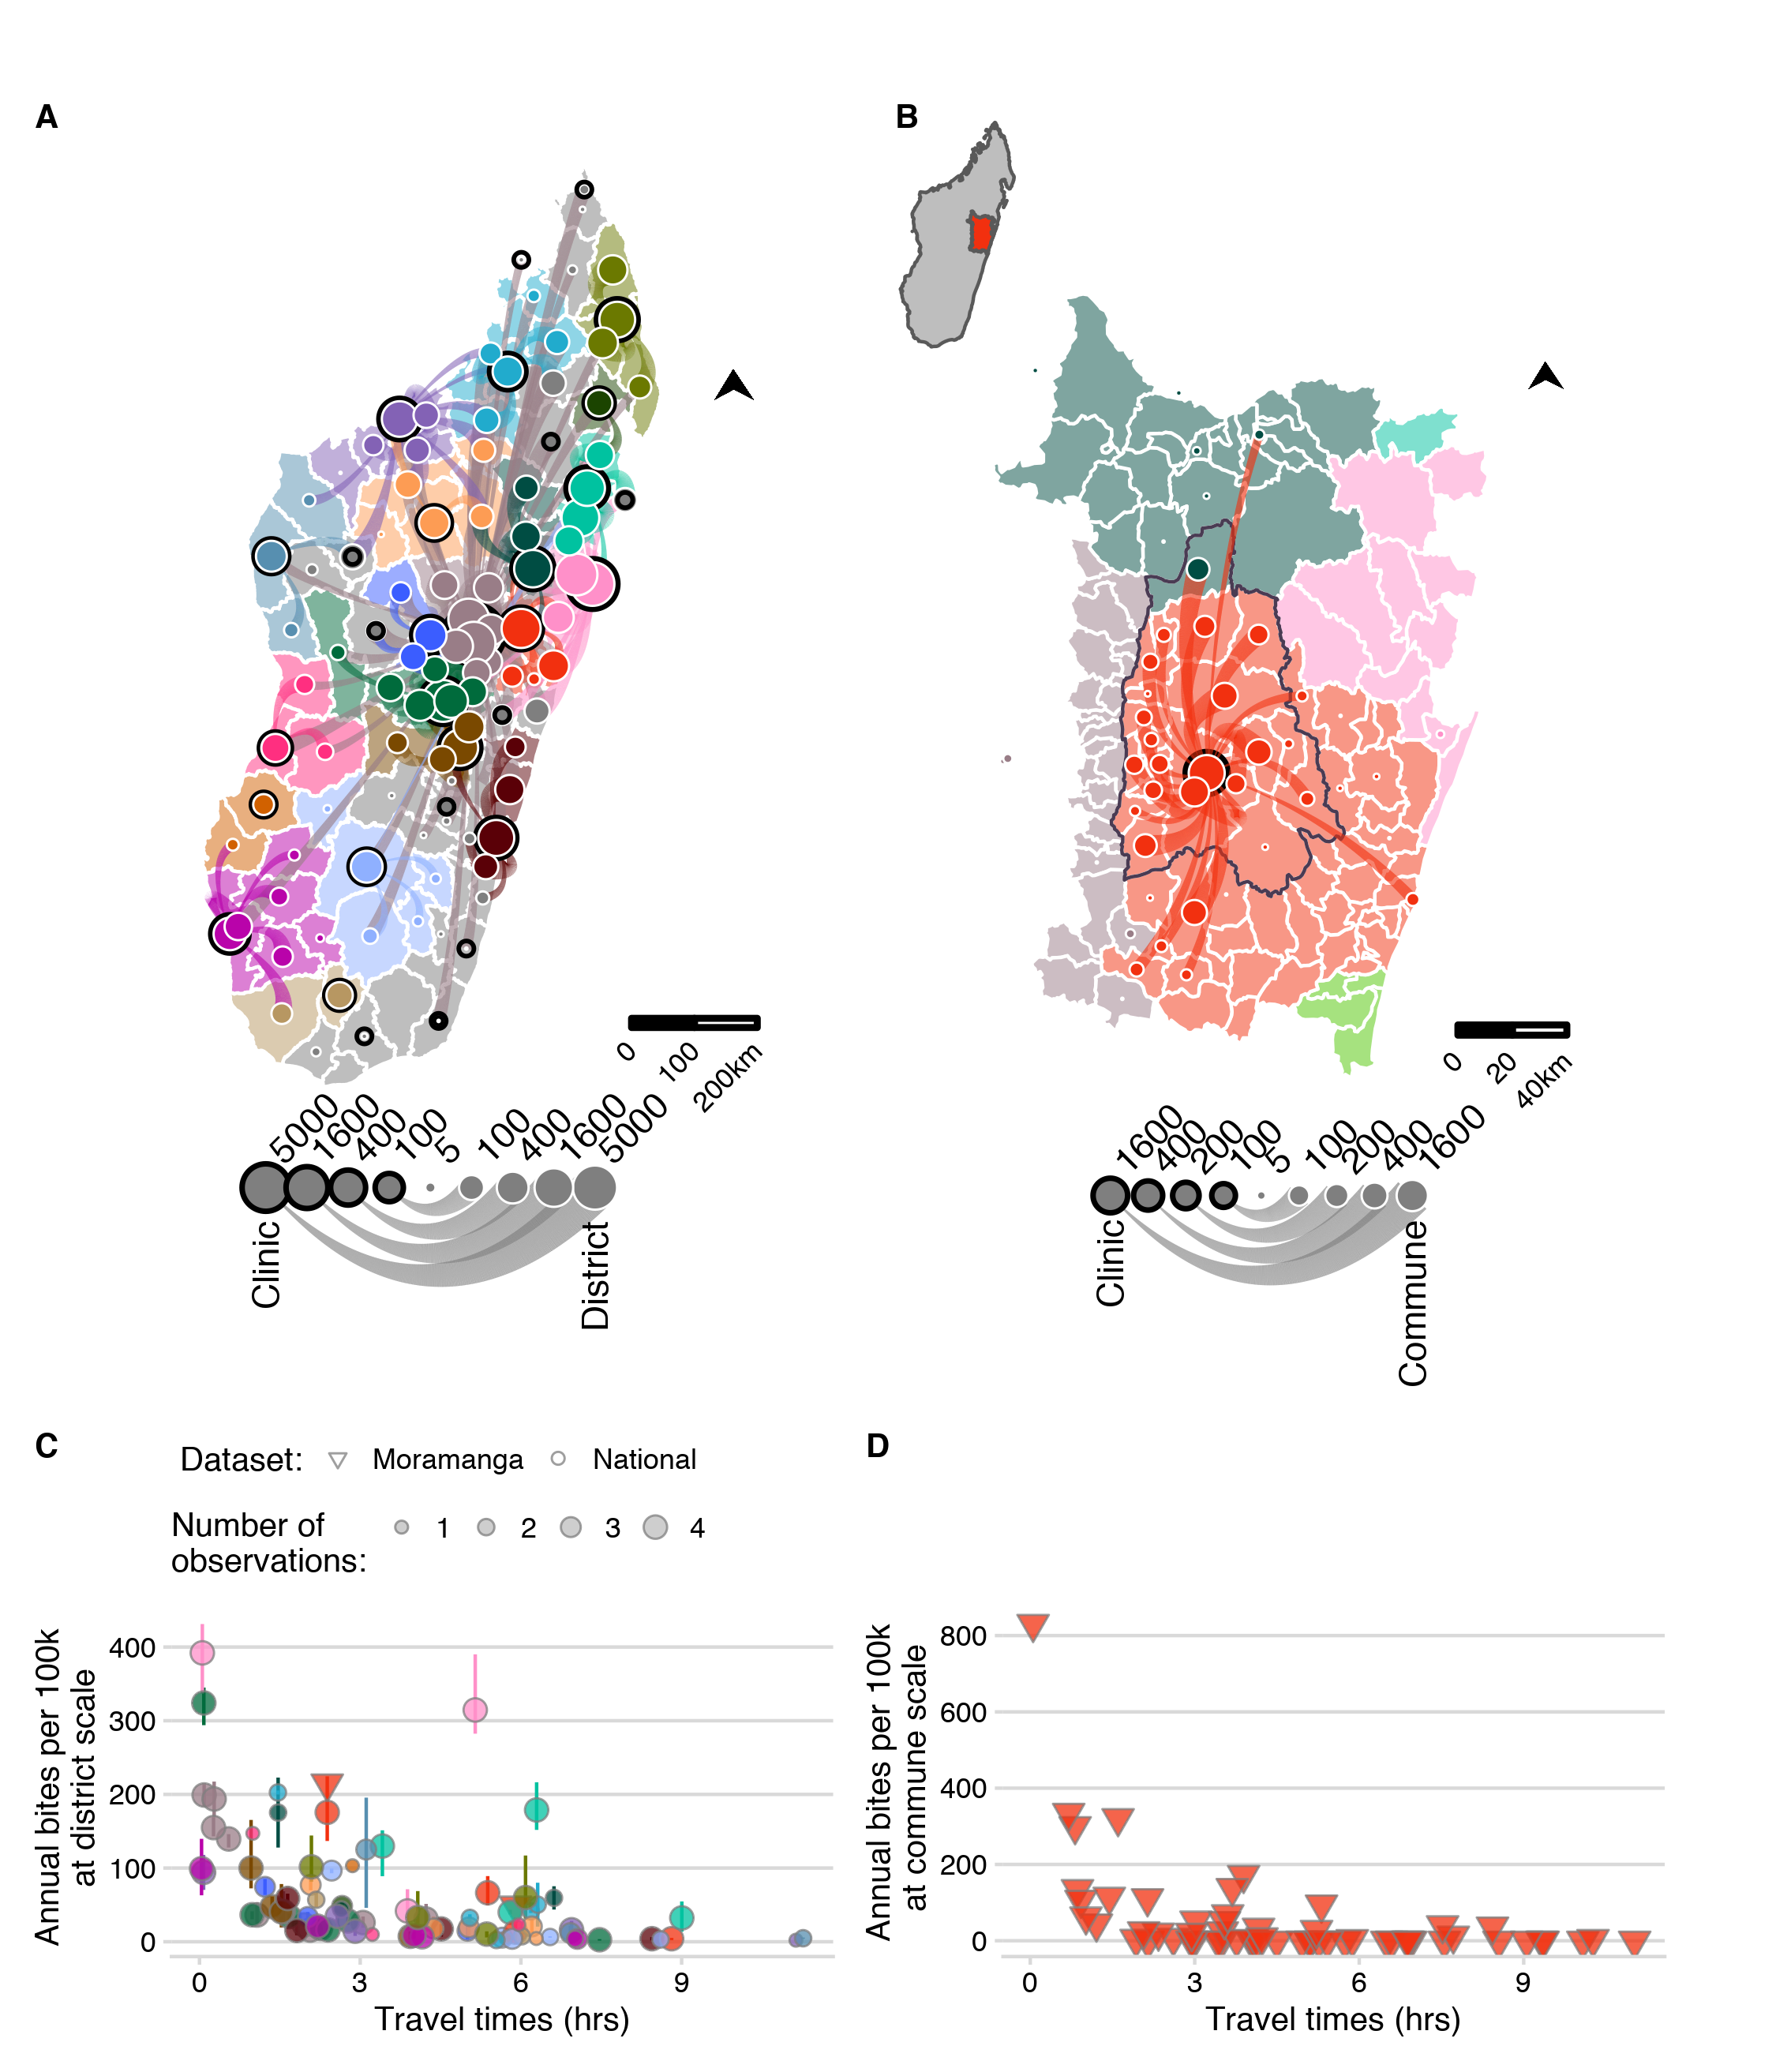 A
B
0
100
200km
0
20
40km
5000
1600
400
100
5
100
400
1600
5000
Clinic
District
1600
400
200
100
5
100
200
400
1600
Clinic
Commune
C
Dataset: Moramanga National
Number of
observations: 1 2 3 4
Annual bites per 100k
at district scale
400
300
200
100
0
0 3 6 9
Travel times (hrs)
D
Annual bites per 100k
at commune scale
800
600
400
200
0
0 3 6 9
Travel times (hrs)